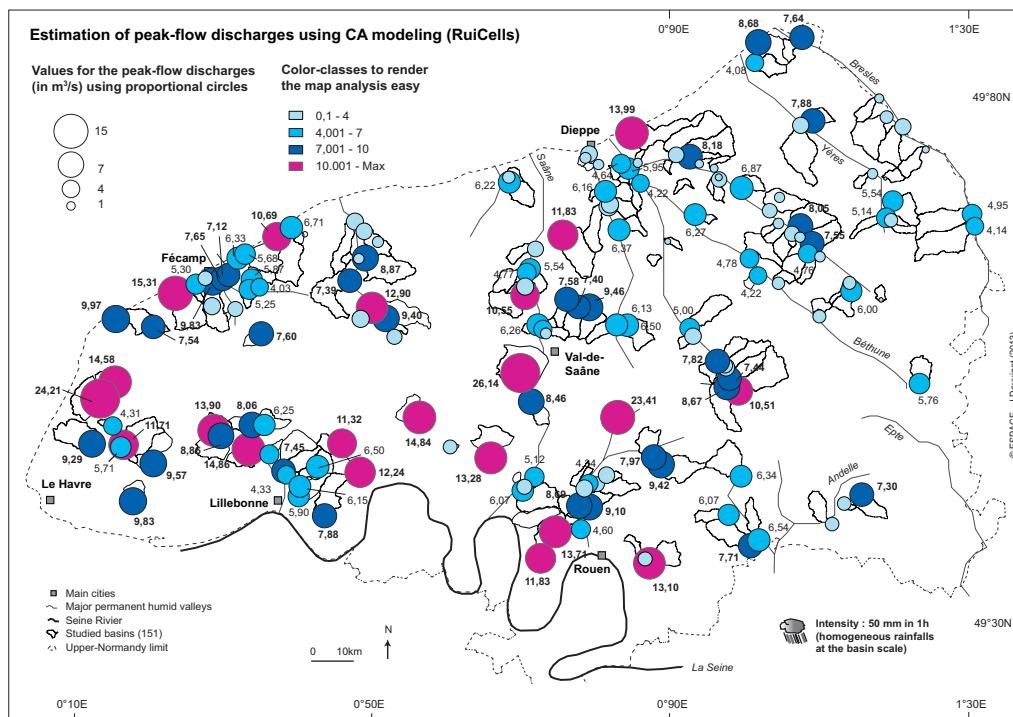 Estimation of peak-flow discharges using CA modeling (RuiCells)
Values for the peak-flow discharges
(in m³/s) using proportional circles
15
7
4
1
Color-classes to render
the map analysis easy
0,1 - 4
4,001 - 7
7,001 - 10
10.001 - Max
0°90E
1°30E
49°80N
49°30N
8,68
7,64
4,08
Bresles
13,99
Dieppe
7,88
Yères
Saâne
8,18
4,64
5,95
6,22
6,16
4,22
6,87
5,54
5,14
4,95
4,14
10,69
6,71
7,12
7,65
6,33
11,83
6,27
8,05
7,55
6,37
Fécamp
5,68
5,30
5,87
8,87
5,54
4,77
4,78
4,76
15,31
4,03
7,39
12,90
7,58
7,40
9,46
4,22
9,97
9,83
5,25
10,55
6,13
6,00
7,54
7,60
9,40
6,26
6,50
5,00
Béthune
14,58
Val-de-
Saâne
7,82
7,44
24,21
26,14
8,67
10,51
5,76
8,46
4,31
13,90
8,06
6,25
11,32
23,41
11,71
14,84
Epte
9,29
5,71
8,86
14,86
7,45
6,50
9,57
12,24
13,28
5,12
7,97
9,42
6,34
Andelle
Le Havre
4,33
6,15
6,07
8,69
9,10
6,07
7,30
Lillebonne
5,90
9,83
7,88
4,60
6,54
13,71
7,71
11,83
Rouen
13,10
Main cities
Major permanent humid valleys
Seine Rivier
Studied basins (151)
Upper-Normandy limit
N
0 10km
La Seine
Intensity : 50 mm in 1h
(homogeneous rainfalls
at the basin scale)
0°10E
0°50E
0°90E
1°30E